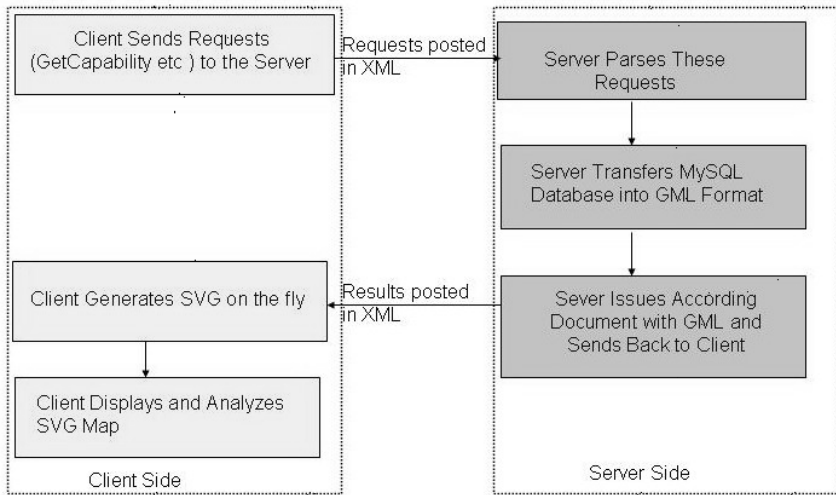 Client Sends Requests
(GetCapability etc ) to the Server
Requests posted
in XML
Server Parses These
Requests
Server Transfers MySQL
Database into GML Format
Sever Issues According
Document with GML and
Sends Back to Client
Results posted
in XML
Client Generates SVG on the fly
Client Displays and Analyzes
SVG Map
Client Side
Server Side